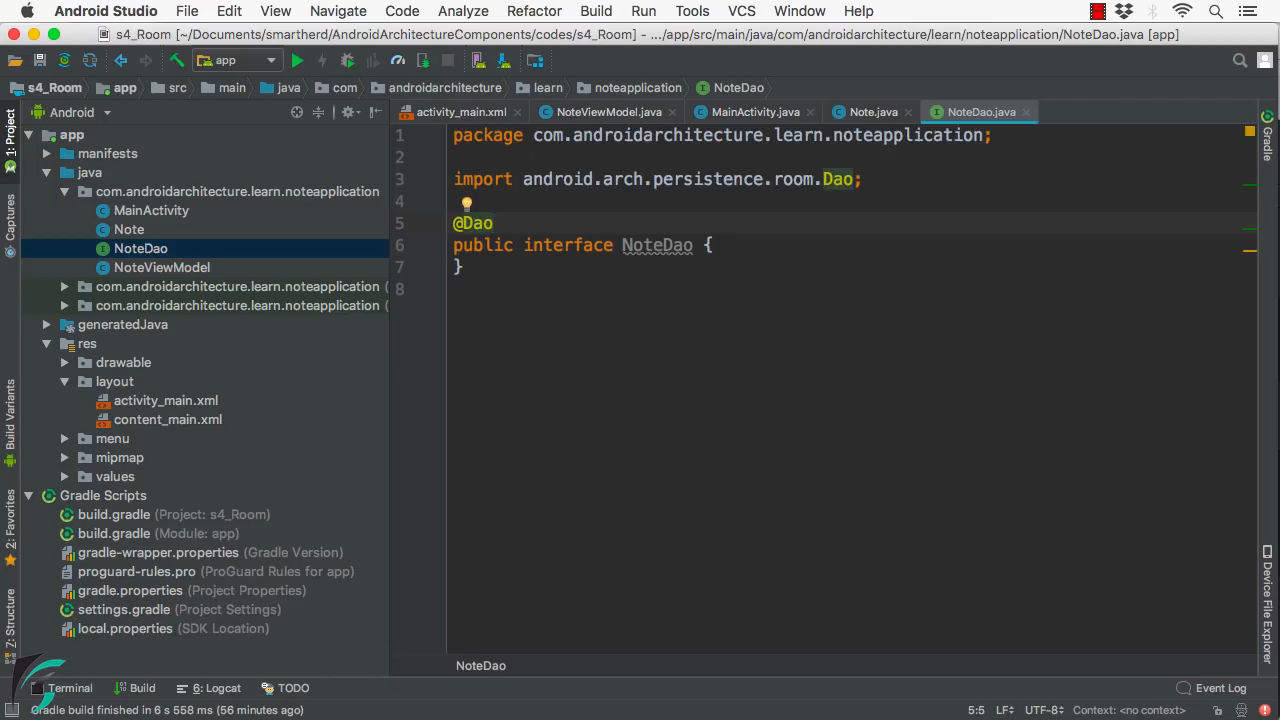 Android Studio File Edit View Navigate Code Analyze Refactor Build Run Tools VCS Window Help
s4_Room [~/Documents/smartherd/AndroidArchitectureComponents/codes/s4_Room] - .../app/src/main/java/com/androidarchitecture/learn/noteapplication/NoteDao.java [app]
app
s4_Room app src main java com androidarchitecture learn noteapplication NoteDao
Android
activity_main.xml NoteViewModel.java MainActivity.java Note.java NoteDao.java
app
manifests
java
com.androidarchitecture.learn.noteapplication
MainActivity
Note
NoteDao
NoteViewModel
com.androidarchitecture.learn.noteapplication (
com.androidarchitecture.learn.noteapplication (
generatedJava
res
drawable
layout
activity_main.xml
content_main.xml
menu
mipmap
values
Gradle Scripts
build.gradle (Project: s4_Room)
build.gradle (Module: app)
gradle-wrapper.properties (Gradle Version)
proguard-rules.pro (ProGuard Rules for app)
gradle.properties (Project Properties)
settings.gradle (Project Settings)
local.properties (SDK Location)
1: Project
Captures
Build Variants
2: Favorites
7: Structure
1 package com.androidarchitecture.learn.noteapplication;
2
3 import android.arch.persistence.room.Dao;
4
5 @Dao
6 public interface NoteDao {
7 }
8
NoteDao
Gradle
Device File Explorer
Terminal Build 6: Logcat TODO Event Log
Gradle build finished in 6 s 558 ms (56 minutes ago) 5:5 LF UTF-8 Context: <no context>